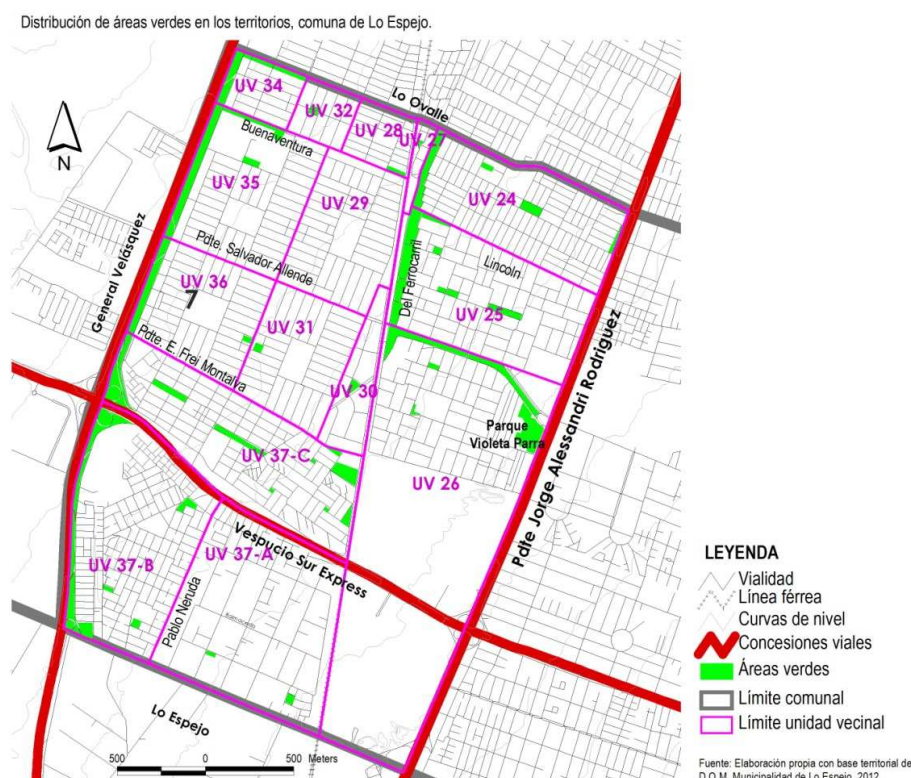 Distribución de áreas verdes en los territorios, comuna de Lo Espejo.
N
UV 34
UV 32
Lo Ovalle
UV 28
UV 27
Buenaventura
UV 35
UV 29
UV 24
General Velásquez
Pdte. Salvador Allende
Lincoln
UV 36
7
Del Ferrocarril
UV 25
UV 31
Pdte. E. Frei Montalva
UV 30
Parque
Violeta Parra
Pdte Jorge Alessandri Rodriguez
UV 37-C
UV 26
Vespucio Sur Express
UV 37-A
UV 37-B
Pablo Neruda
Lo Espejo
500 0 500 Meters
LEYENDA
Vialidad
Línea férrea
Curvas de nivel
Concesiones viales
Áreas verdes
Límite comunal
Límite unidad vecinal
Fuente: Elaboración propia con base territorial de
D.O.M. Municipalidad de Lo Espejo, 2012